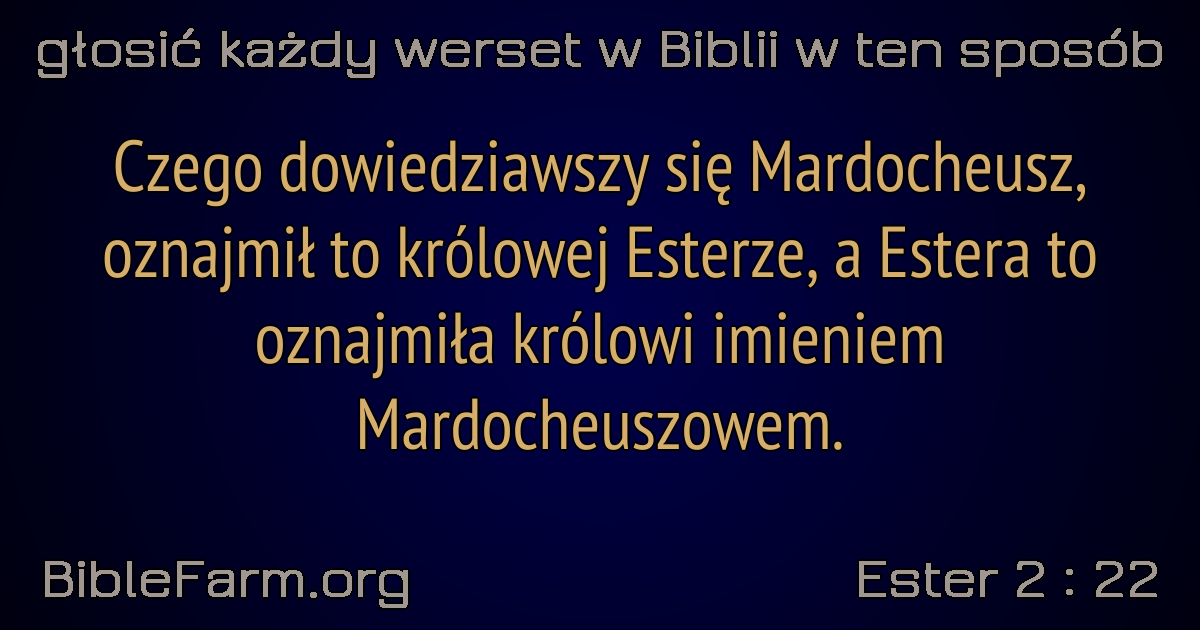 głosić każdy werset w Biblii w ten sposób
Czego dowiedziawszy się Mardocheusz,
oznajmił to królowej Esterze, a Estera to
oznajmiła królowi imieniem
Mardocheuszowem.
BibleFarm.org
Ester 2 : 22